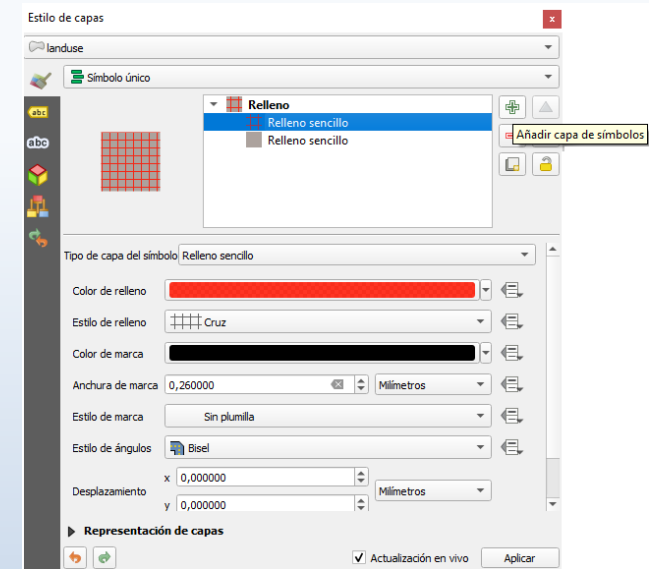 Estilo de capas
landuse
Símbolo único
abc
abc
Relleno
Relleno sencillo
Relleno sencillo
Añadir capa de símbolos
Tipo de capa del símbolo Relleno sencillo
Color de relleno
Estilo de relleno Cruz
Color de marca
Anchura de marca 0,260000 Milímetros
Estilo de marca Sin plumilla
Estilo de ángulos Bisel
Desplazamiento x 0,000000 Milímetros
y 0,000000
Representación de capas
Actualización en vivo Aplicar